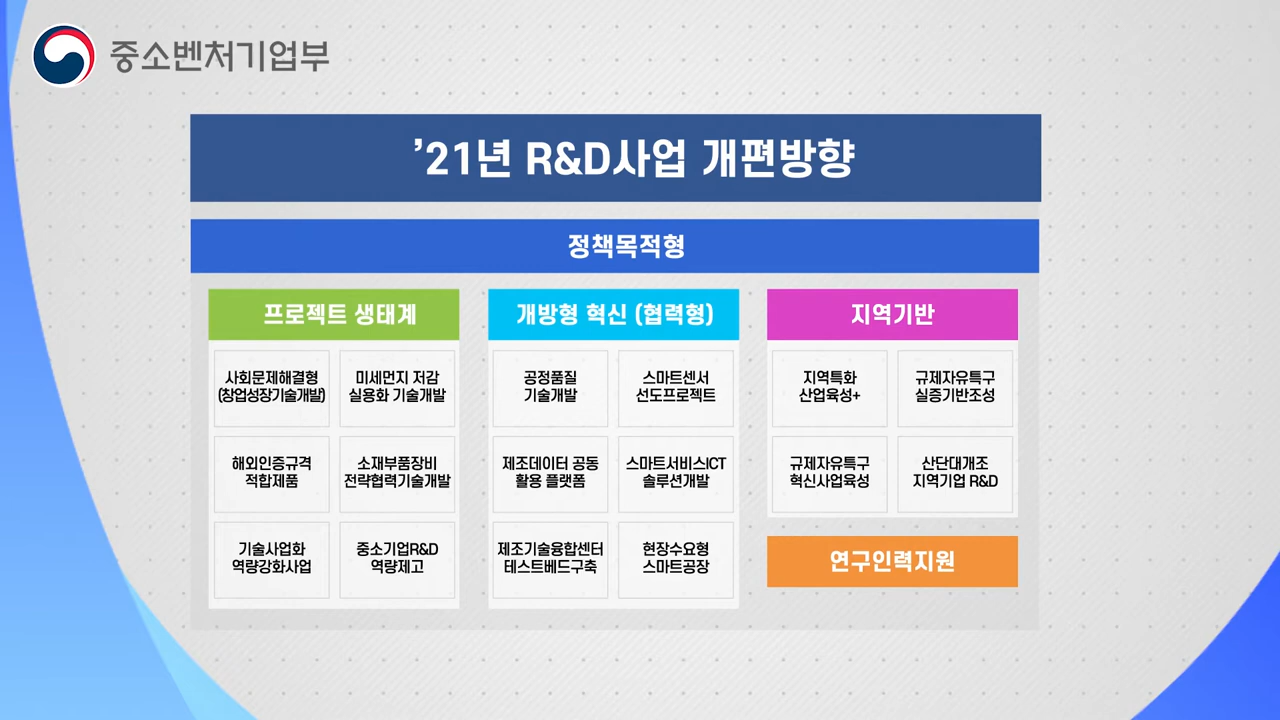 중소벤처기업부
’21년 R&D사업 개편방향
정책목적형
프로젝트 생태계
사회문제해결형
(창업성장기술개발)
미세먼지 저감
실용화 기술개발
해외인증규격
적합제품
소재부품장비
전략협력기술개발
기술사업화
역량강화사업
중소기업R&D
역량제고
개방형 혁신 (협력형)
공정품질
기술개발
스마트센서
선도프로젝트
제조데이터 공동
활용 플랫폼
스마트서비스ICT
솔루션개발
제조기술융합센터
테스트베드구축
현장수요형
스마트공장
지역기반
지역특화
산업육성+
규제자유특구
실증기반조성
규제자유특구
혁신사업육성
산단대개조
지역기업 R&D
연구인력지원